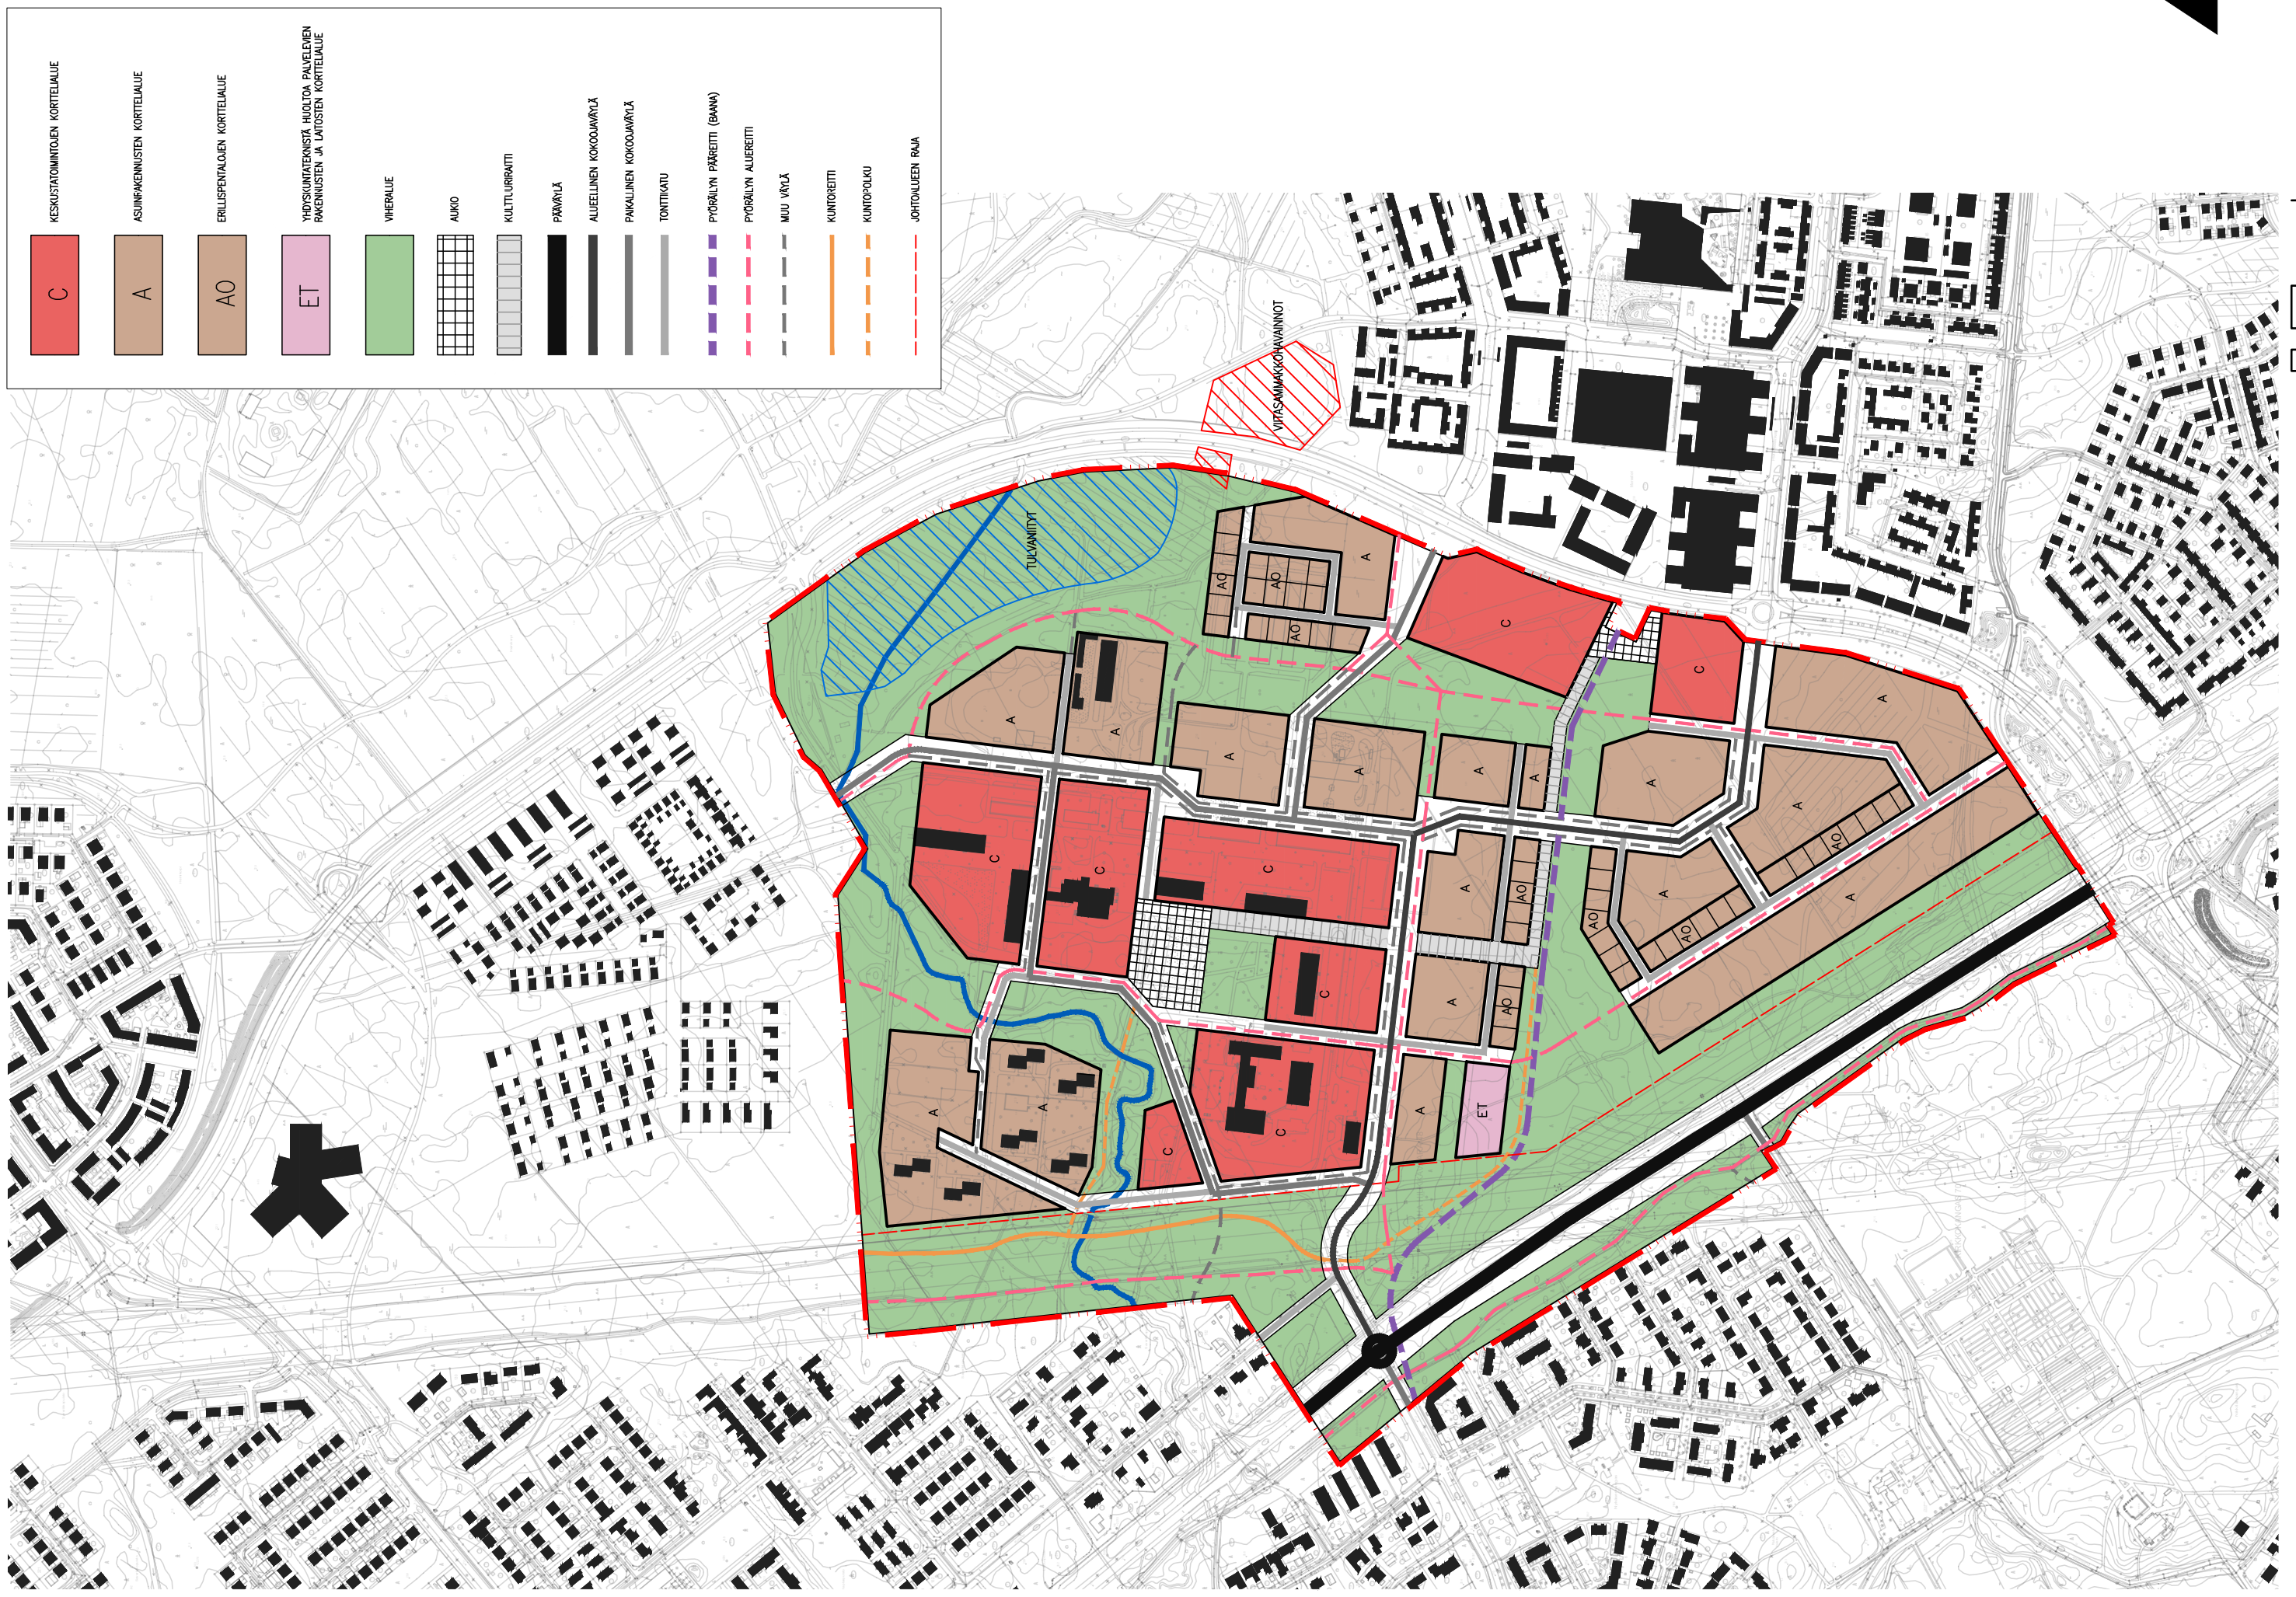 C
KESKUSTATOIMINTOJEN KORTTELIALUE
A
ASUINRAKENNUSTEN KORTTELIALUE
AO
ERILLISPIENTALOJEN KORTTELIALUE
ET
YHDYSKUNTATEKNISTÄ HUOLTOA PALVELEVIEN
RAKENNUSTEN JA LAITOSTEN KORTTELIALUE
VIHERALUE
AUKIO
KULTTUURIRAITTI
PÄÄVÄYLÄ
ALUEELLINEN KOKOOJAVÄYLÄ
PAIKALLINEN KOKOOJAVÄYLÄ
TONTTIKATU
PYÖRÄILYN PÄÄREITTI (BAANA)
PYÖRÄILYN ALUEREITTI
MUU VÄYLÄ
KUNTOREITTI
KUNTOPOLKU
JOHTOALUEEN RAJA
VIITASAMMAKKOHAVAINNOT
TULVANIITYT
AO
AO
AO
A
C
C
A
A
A
A
A
A
A
A
A
A
AO
A
C
C
C
C
C
C
A
AO
A
AO
A
AO
AO
A
A
A
A
ET